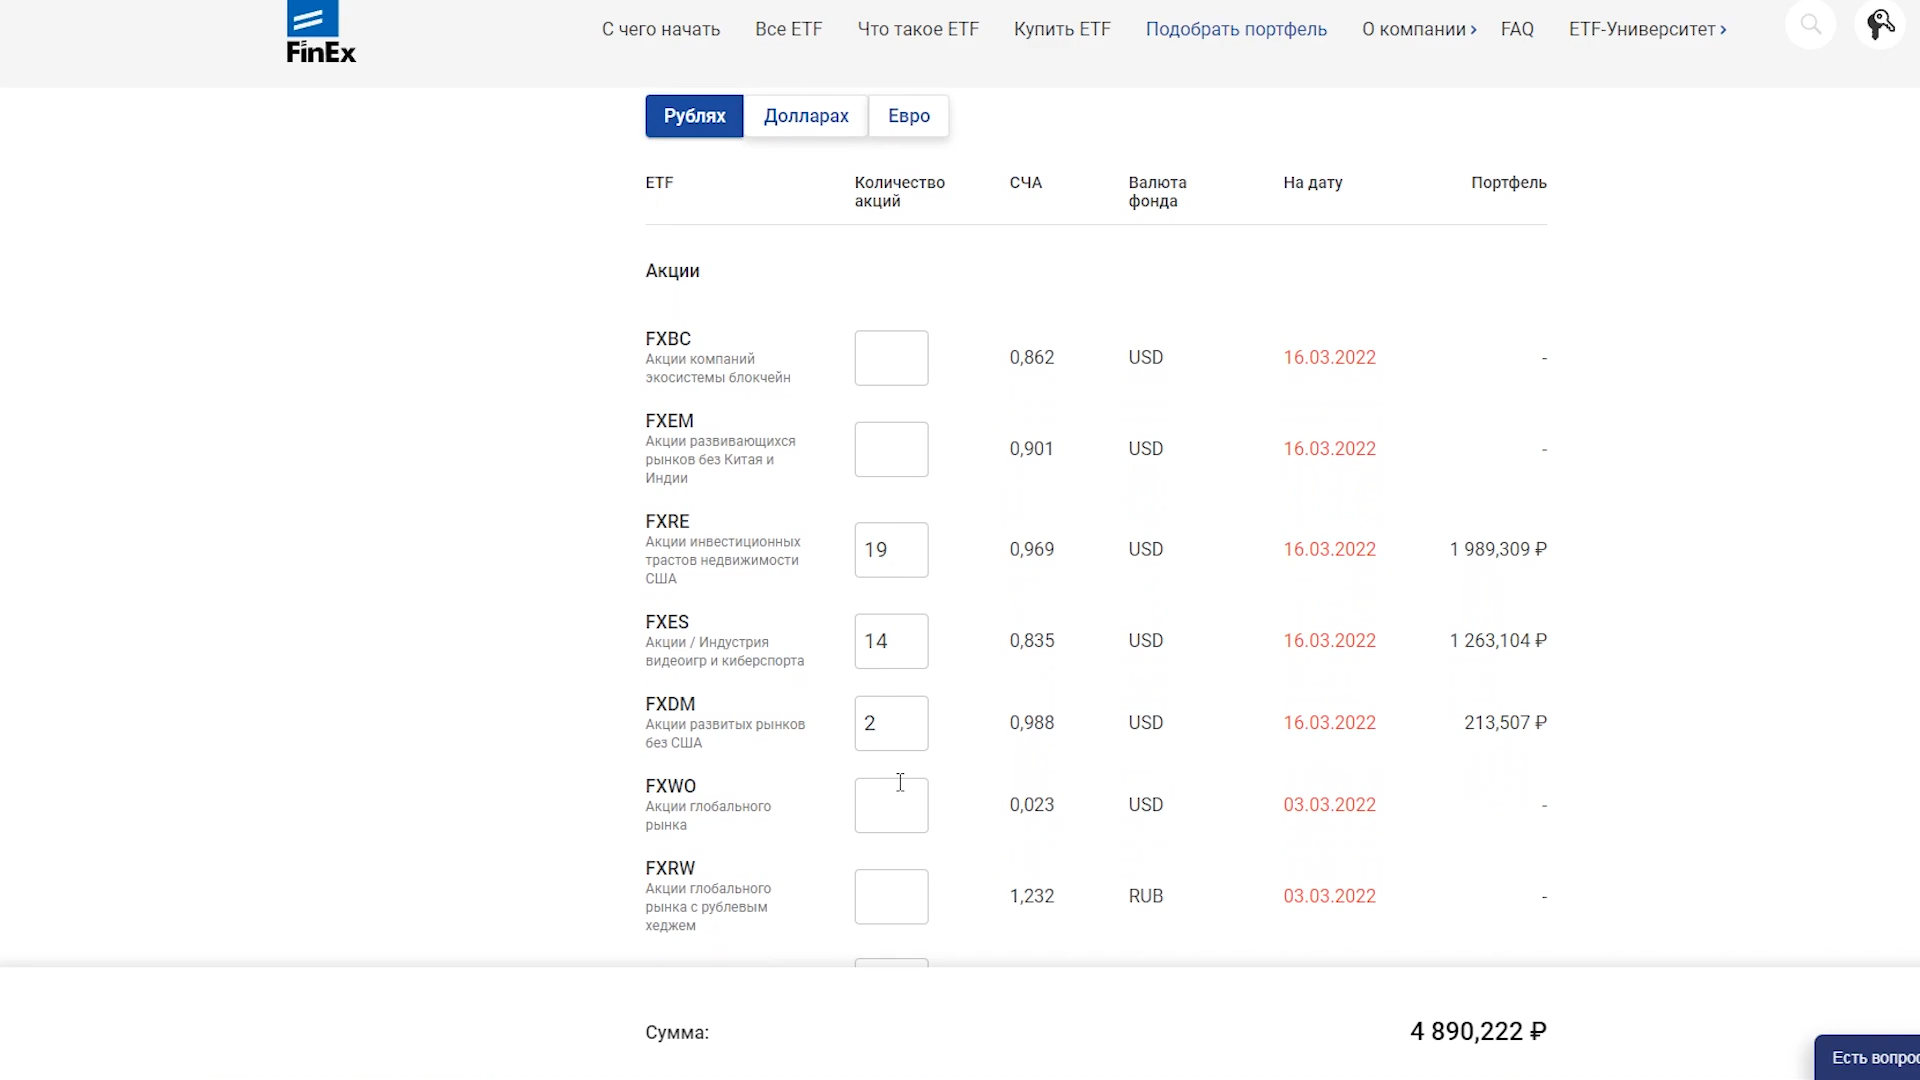 FinEx
С чего начать
Все ETF
Что такое ETF
Купить ETF
Подобрать портфель
О компании
FAQ
ETF-Университет
Рублях
Долларах
Евро
ETF
Количество
акций
СЧА
Валюта
фонда
На дату
Портфель
Акции
FXBC
Акции компаний
экосистемы блокчейн
0,862
USD
16.03.2022
-
FXEM
Акции развивающихся
рынков без Китая и
Индии
0,901
USD
16.03.2022
-
FXRE
Акции инвестиционных
трастов недвижимости
США
19
0,969
USD
16.03.2022
1 989,309 ₽
FXES
Акции / Индустрия
видеоигр и киберспорта
14
0,835
USD
16.03.2022
1 263,104 ₽
FXDM
Акции развитых рынков
без США
2
0,988
USD
16.03.2022
213,507 ₽
FXWO
Акции глобального
рынка
0,023
USD
03.03.2022
-
FXRW
Акции глобального
рынка с рублевым
хеджем
1,232
RUB
03.03.2022
-
Сумма:
4 890,222 ₽
Есть вопрос